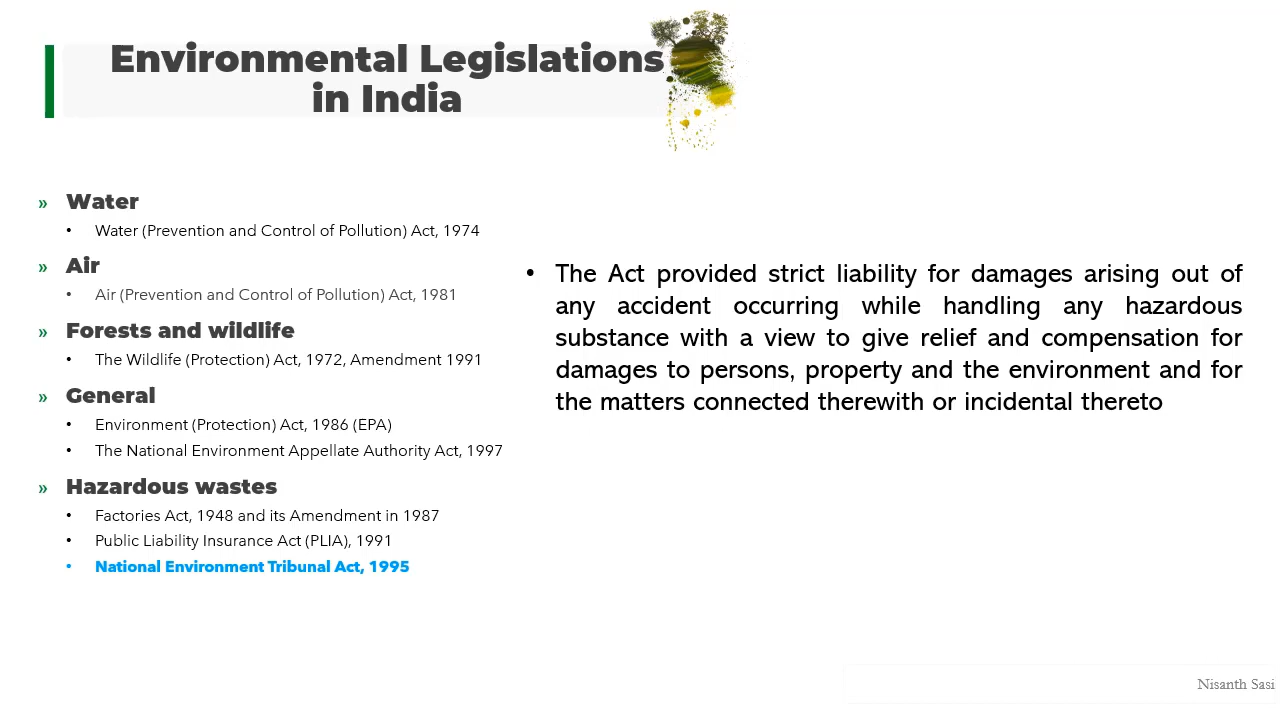 Environmental Legislations
in India
» Water
• Water (Prevention and Control of Pollution) Act, 1974
» Air
• Air (Prevention and Control of Pollution) Act, 1981
» Forests and wildlife
• The Wildlife (Protection) Act, 1972, Amendment 1991
» General
• Environment (Protection) Act, 1986 (EPA)
• The National Environment Appellate Authority Act, 1997
» Hazardous wastes
• Factories Act, 1948 and its Amendment in 1987
• Public Liability Insurance Act (PLIA), 1991
• National Environment Tribunal Act, 1995
• The Act provided strict liability for damages arising out of
any accident occurring while handling any hazardous
substance with a view to give relief and compensation for
damages to persons, property and the environment and for
the matters connected therewith or incidental thereto
Nisanth Sasi